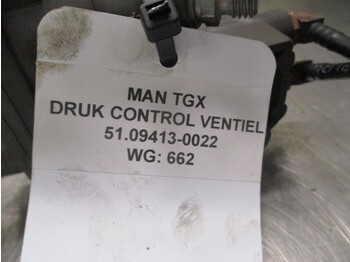 MAN TGX
DRUK CONTROL VENTIEL
51.09413-0022
WG: 662